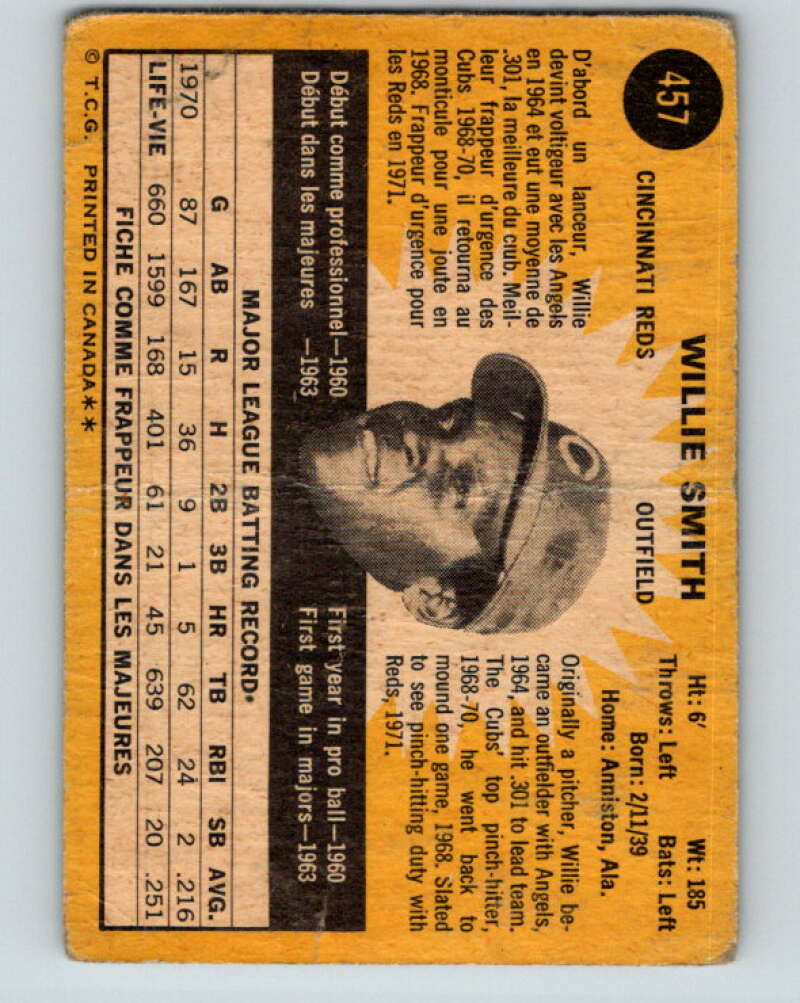 457
WILLIE SMITH
CINCINNATI REDS OUTFIELD
Ht: 6' Wt: 185
Throws: Left Bats: Left
Born: 2/11/39
Home: Anniston, Ala.
D'abord un lanceur, Willie
devint voltigeur avec les Angels
en 1964 et eut une moyenne de
.301, la meilleure du club. Meil-
leur frappeur d'urgence des
Cubs 1968-70, il retourna au
monticule pour une joute en
1968. Frappeur d'urgence pour
les Reds en 1971.
Originally a pitcher, Willie be-
came an outfielder with Angels,
1964, and hit .301 to lead team.
The Cubs' top pinch-hitter,
1968-70, he went back to
mound one game, 1968. Slated
to see pinch-hitting duty with
Reds, 1971.
C
Début comme professionnel—1960
Début dans les majeures —1963
First year in pro ball—1960
First game in majors—1963
MAJOR LEAGUE BATTING RECORD•
G AB R H 2B 3B HR TB RBI SB AVG.
1970 87 167 15 36 9 1 5 62 24 2 .216
LIFE-VIE 660 1599 168 401 61 21 45 639 207 20 .251
FICHE COMME FRAPPEUR DANS LES MAJEURES
© T.C.G. PRINTED IN CANADA**